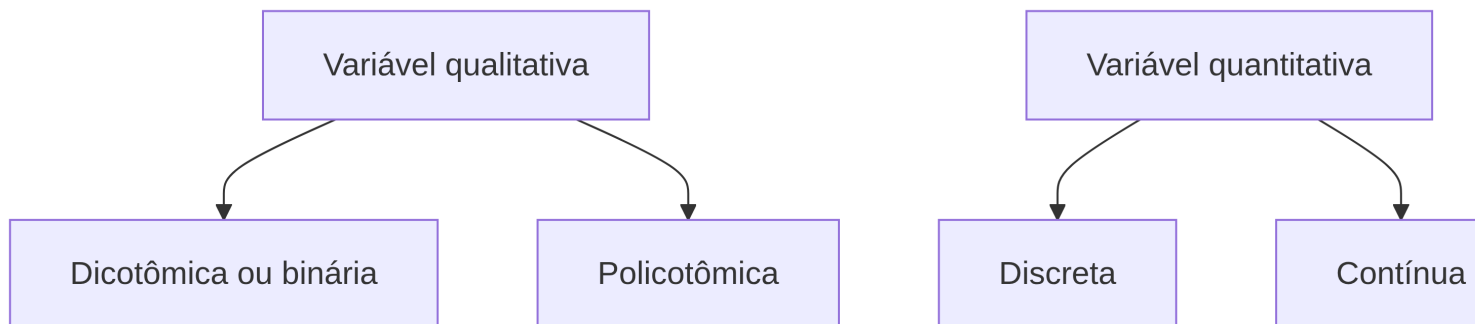 Variável qualitativa
Variável quantitativa
Dicotômica ou binária
Policotômica
Discreta
Contínua